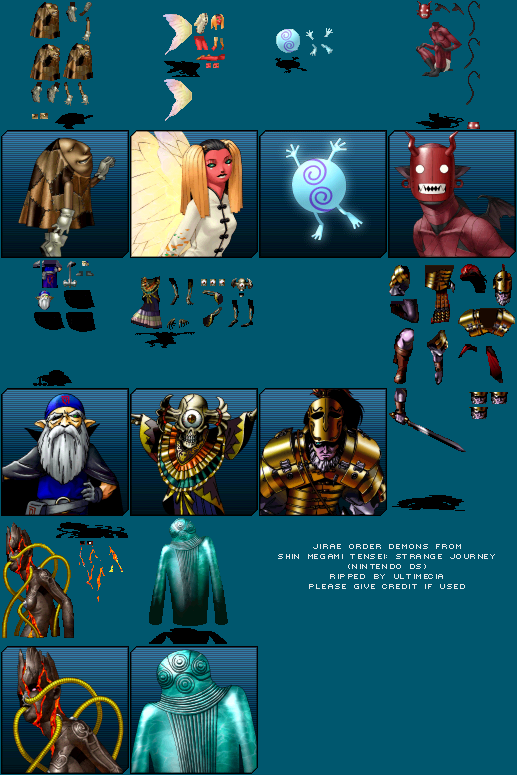 JIRAE ORDER DEMONS FROM
SHIN MEGAMI TENSEI: STRANGE JOURNEY
(NINTENDO DS)
RIPPED BY ULTIMECIA
PLEASE GIVE CREDIT IF USED